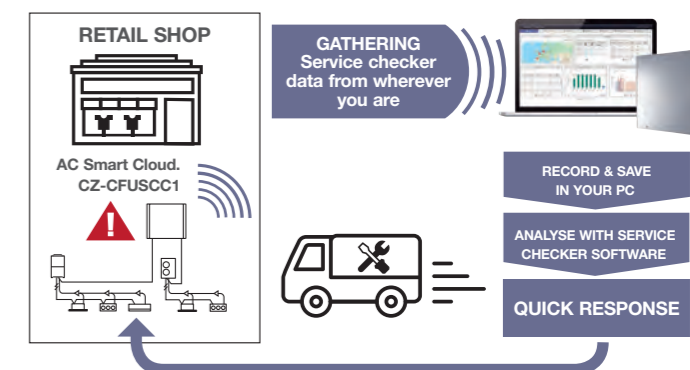 RETAIL SHOP
AC Smart Cloud.
CZ-CFUSCC1
!
GATHERING
Service checker
data from wherever
you are
RECORD & SAVE
IN YOUR PC
ANALYSE WITH SERVICE
CHECKER SOFTWARE
QUICK RESPONSE